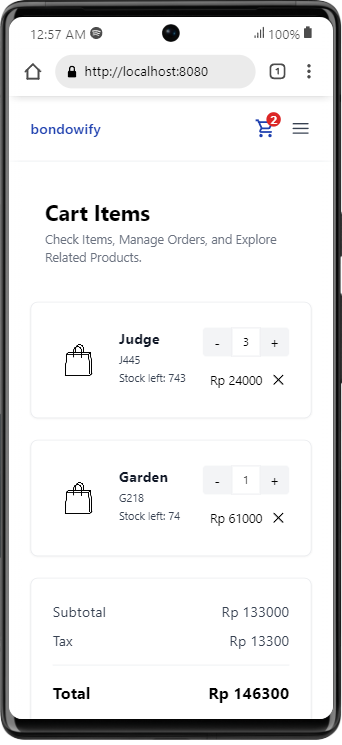 12:57 AM 100%
http://localhost:8080 1
bondowify 2
Cart Items
Check Items, Manage Orders, and Explore
Related Products.
Judge
J445
Stock left: 743
- 3 +
Rp 24000
Garden
G218
Stock left: 74
- 1 +
Rp 61000
Subtotal Rp 133000
Tax Rp 13300
Total Rp 146300